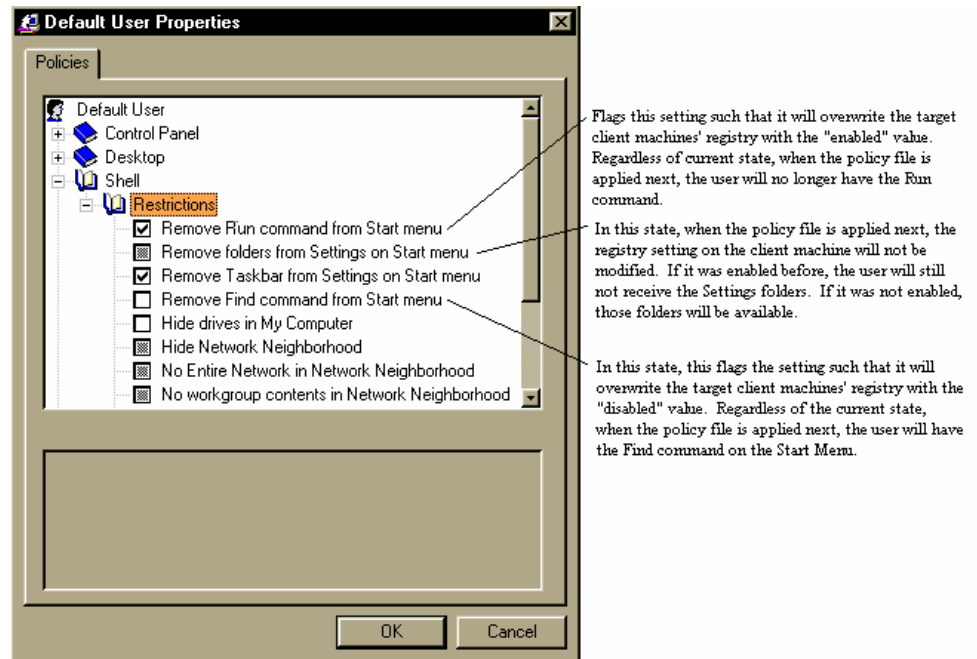 Default User Properties
Policies
Default User
Control Panel
Desktop
Shell
Restrictions
Remove Run command from Start menu
Remove folders from Settings on Start menu
Remove Taskbar from Settings on Start menu
Remove Find command from Start menu
Hide drives in My Computer
Hide Network Neighborhood
No Entire Network in Network Neighborhood
No workgroup contents in Network Neighborhood
OK
Cancel
Flags this setting such that it will overwrite the target
client machines' registry with the "enabled" value.
Regardless of current state, when the policy file is
applied next, the user will no longer have the Run
command.
In this state, when the policy file is applied next, the
registry setting on the client machine will not be
modified. If it was enabled before, the user will still
not receive the Settings folders. If it was not enabled,
those folders will be available.
In this state, this flags the setting such that it will
overwrite the target client machines' registry with the
"disabled" value. Regardless of the current state,
when the policy file is applied next, the user will have
the Find command on the Start Menu.